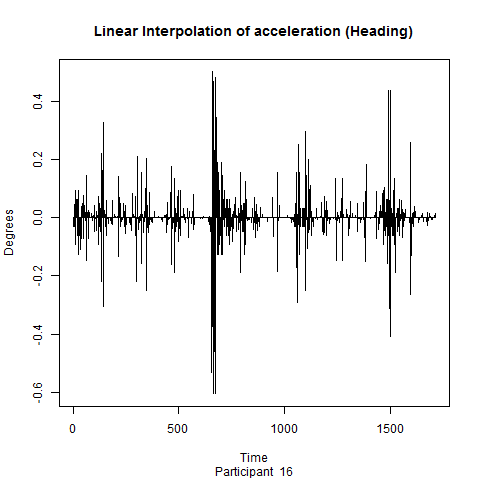 Linear Interpolation of acceleration (Heading)
Degrees
0.4
0.2
0.0
-0.2
-0.4
-0.6
0 500 1000 1500
Time
Participant 16